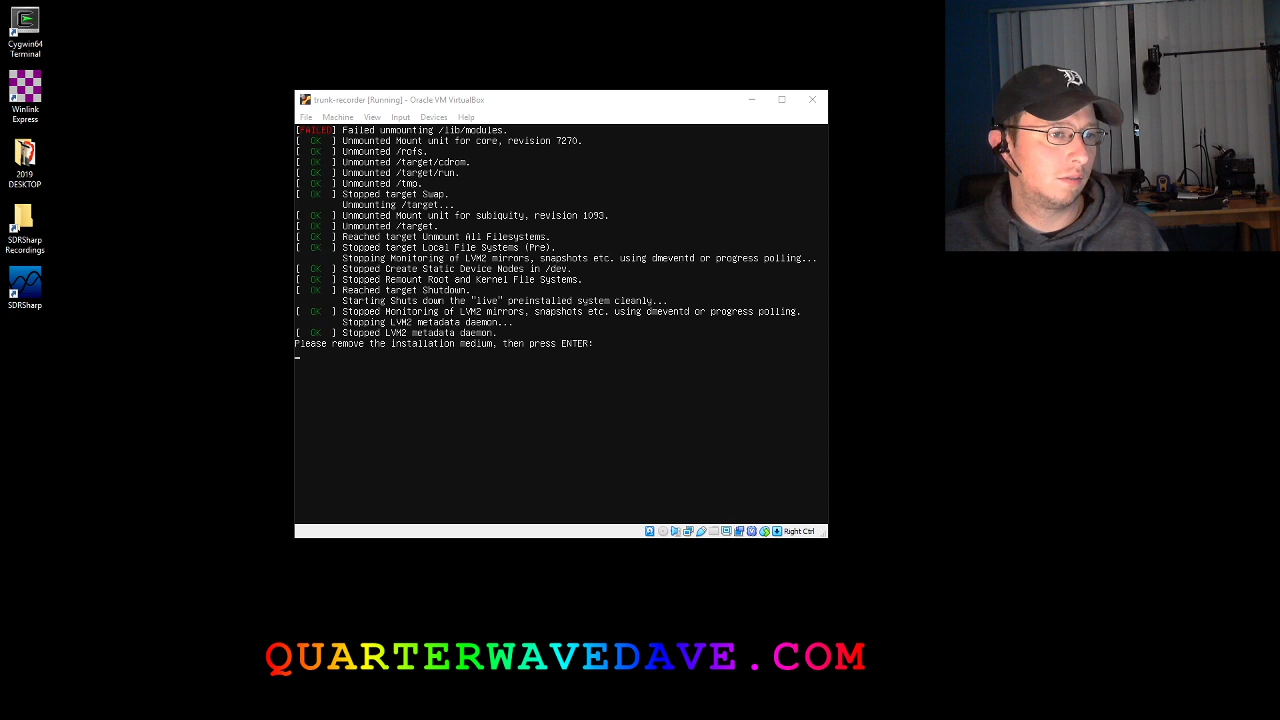 Cygwin64
Terminal
Winlink
Express
2019
DESKTOP
SDRSharp
Recordings
SDRSharp
trunk-recorder [Running] - Oracle VM VirtualBox
File Machine View Input Devices Help
[FAILED] Failed unmounting /lib/modules.
[ OK ] Unmounted Mount unit for core, revision 7270.
[ OK ] Unmounted /rofs.
[ OK ] Unmounted /target/cdrom.
[ OK ] Unmounted /target/run.
[ OK ] Unmounted /tmp.
[ OK ] Stopped target Swap.
Unmounting /target...
[ OK ] Unmounted Mount unit for subiquity, revision 1093.
[ OK ] Unmounted /target.
[ OK ] Reached target Unmount All Filesystems.
[ OK ] Stopped target Local File Systems (Pre).
Stopping Monitoring of LVM2 mirrors, snapshots etc. using dmeventd or progress polling...
[ OK ] Stopped Create Static Device Nodes in /dev.
[ OK ] Stopped Remount Root and Kernel File Systems.
[ OK ] Reached target Shutdown.
Starting Shuts down the "live" preinstalled system cleanly...
[ OK ] Stopped Monitoring of LVM2 mirrors, snapshots etc. using dmeventd or progress polling.
Stopping LVM2 metadata daemon...
[ OK ] Stopped LVM2 metadata daemon.
Please remove the installation medium, then press ENTER:
Right Ctrl
QUARTERWAVEDAVE.COM